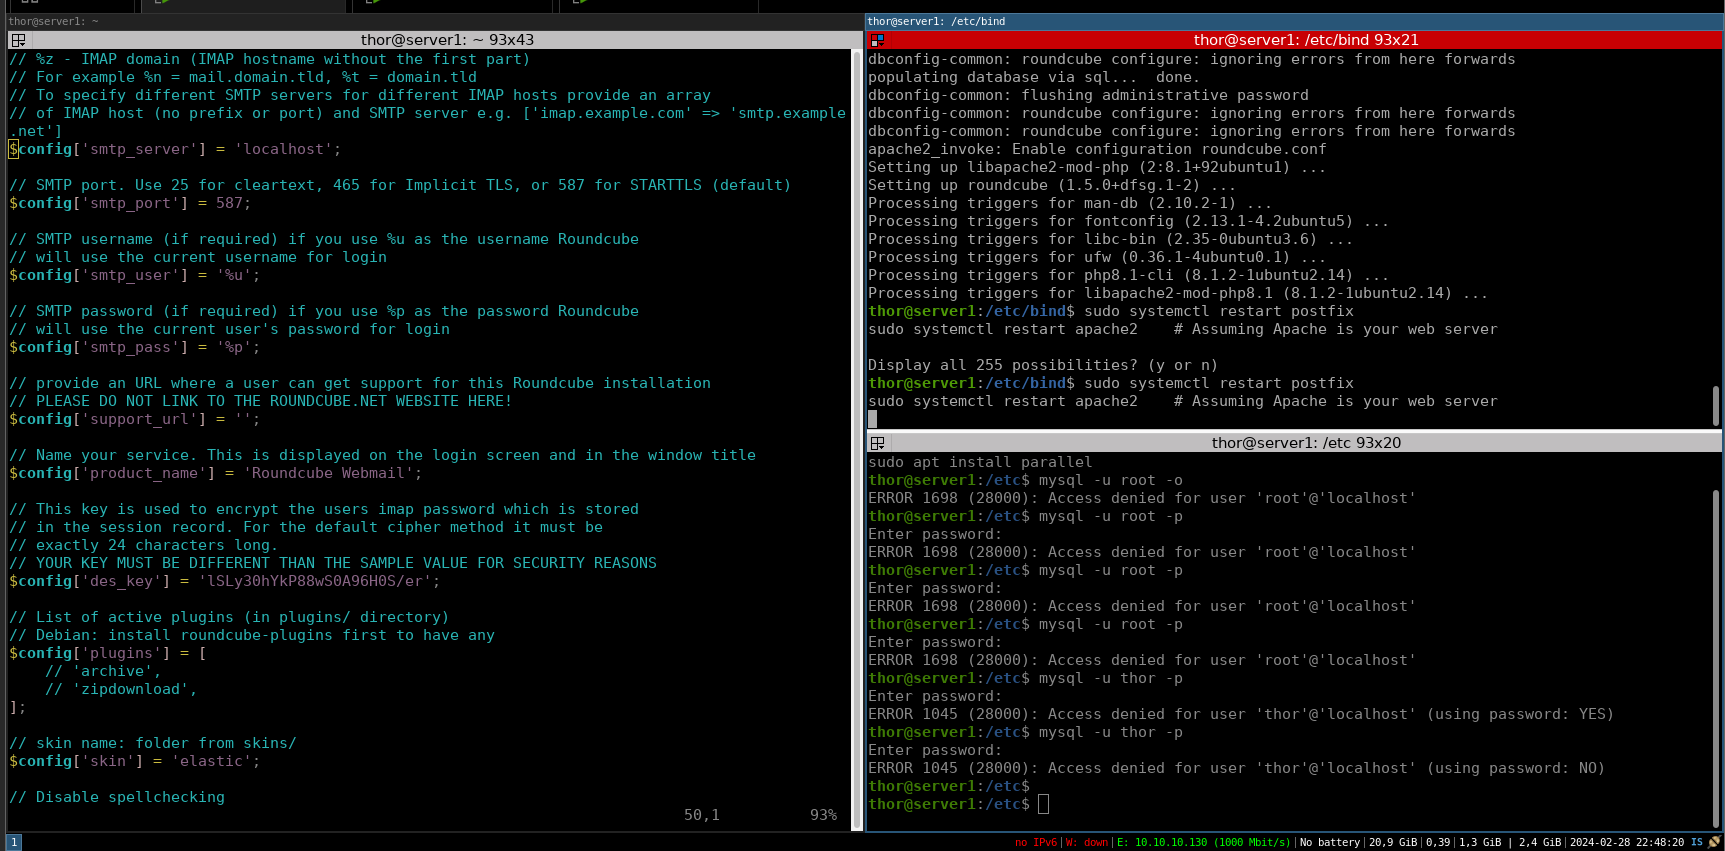 thor@server1: ~
thor@server1: ~ 93x43
// %z - IMAP domain (IMAP hostname without the first part)
// For example %n = mail.domain.tld, %t = domain.tld
// To specify different SMTP servers for different IMAP hosts provide an array
// of IMAP host (no prefix or port) and SMTP server e.g. ['imap.example.com' => 'smtp.example
.net']
$config['smtp_server'] = 'localhost';
// SMTP port. Use 25 for cleartext, 465 for Implicit TLS, or 587 for STARTTLS (default)
$config['smtp_port'] = 587;
// SMTP username (if required) if you use %u as the username Roundcube
// will use the current username for login
$config['smtp_user'] = '%u';
// SMTP password (if required) if you use %p as the password Roundcube
// will use the current user's password for login
$config['smtp_pass'] = '%p';
// provide an URL where a user can get support for this Roundcube installation
// PLEASE DO NOT LINK TO THE ROUNDCUBE.NET WEBSITE HERE!
$config['support_url'] = '';
// Name your service. This is displayed on the login screen and in the window title
$config['product_name'] = 'Roundcube Webmail';
// This key is used to encrypt the users imap password which is stored
// in the session record. For the default cipher method it must be
// exactly 24 characters long.
// YOUR KEY MUST BE DIFFERENT THAN THE SAMPLE VALUE FOR SECURITY REASONS
$config['des_key'] = 'lSLy30hYkP88wS0A96H0S/er';
// List of active plugins (in plugins/ directory)
// Debian: install roundcube-plugins first to have any
$config['plugins'] = [
    // 'archive',
    // 'zipdownload',
];
// skin name: folder from skins/
$config['skin'] = 'elastic';
// Disable spellchecking
50,1 93%
thor@server1: /etc/bind
thor@server1: /etc/bind 93x21
dbconfig-common: roundcube configure: ignoring errors from here forwards
populating database via sql...  done.
dbconfig-common: flushing administrative password
dbconfig-common: roundcube configure: ignoring errors from here forwards
dbconfig-common: roundcube configure: ignoring errors from here forwards
apache2_invoke: Enable configuration roundcube.conf
Setting up libapache2-mod-php (2:8.1+92ubuntu1) ...
Setting up roundcube (1.5.0+dfsg.1-2) ...
Processing triggers for man-db (2.10.2-1) ...
Processing triggers for fontconfig (2.13.1-4.2ubuntu5) ...
Processing triggers for libc-bin (2.35-0ubuntu3.6) ...
Processing triggers for ufw (0.36.1-4ubuntu0.1) ...
Processing triggers for php8.1-cli (8.1.2-1ubuntu2.14) ...
Processing triggers for libapache2-mod-php8.1 (8.1.2-1ubuntu2.14) ...
thor@server1:/etc/bind$ sudo systemctl restart postfix
sudo systemctl restart apache2    # Assuming Apache is your web server
Display all 255 possibilities? (y or n)
thor@server1:/etc/bind$ sudo systemctl restart postfix
sudo systemctl restart apache2    # Assuming Apache is your web server
thor@server1: /etc 93x20
sudo apt install parallel
thor@server1:/etc$ mysql -u root -o
ERROR 1698 (28000): Access denied for user 'root'@'localhost'
thor@server1:/etc$ mysql -u root -p
Enter password:
ERROR 1698 (28000): Access denied for user 'root'@'localhost'
thor@server1:/etc$ mysql -u root -p
Enter password:
ERROR 1698 (28000): Access denied for user 'root'@'localhost'
thor@server1:/etc$ mysql -u root -p
Enter password:
ERROR 1698 (28000): Access denied for user 'root'@'localhost'
thor@server1:/etc$ mysql -u thor -p
Enter password:
ERROR 1045 (28000): Access denied for user 'thor'@'localhost' (using password: YES)
thor@server1:/etc$ mysql -u thor -p
Enter password:
ERROR 1045 (28000): Access denied for user 'thor'@'localhost' (using password: NO)
thor@server1:/etc$
thor@server1:/etc$
1 no IPv6|W: down|E: 10.10.10.130 (1000 Mbit/s)|No battery|20,9 GiB|0,39|1,3 GiB | 2,4 GiB|2024-02-28 22:48:20 IS